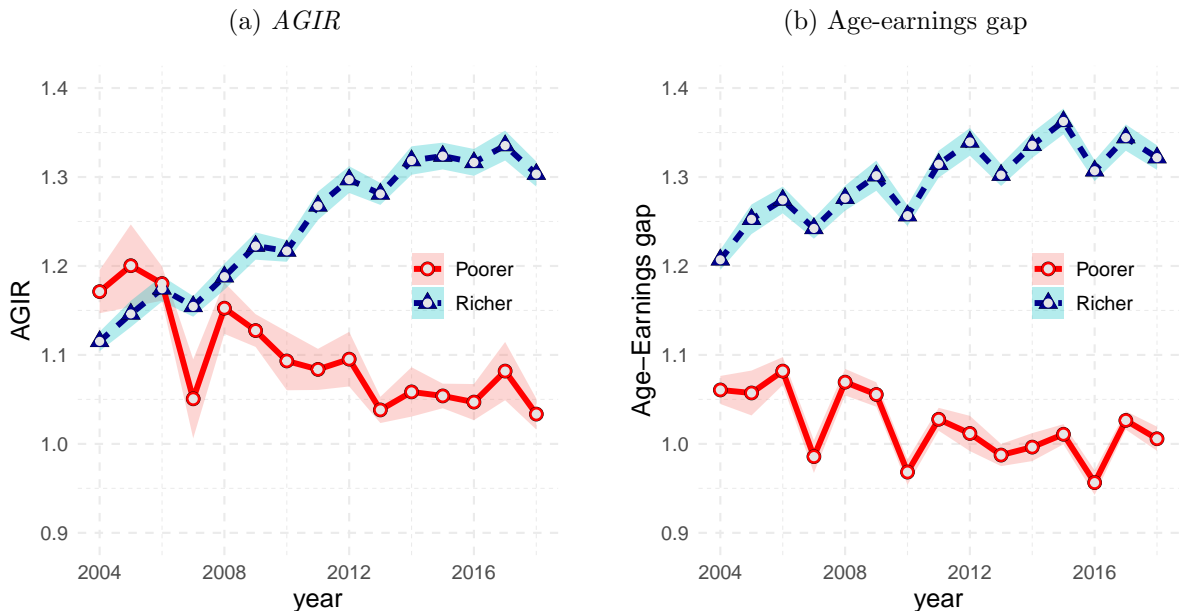 (a) AGIR
1.4
1.3
1.2
1.1
1.0
0.9
AGIR
2004 2008 2012 2016
year
Poorer
Richer
(b) Age-earnings gap
1.4
1.3
1.2
1.1
1.0
0.9
Age−Earnings gap
2004 2008 2012 2016
year
Poorer
Richer